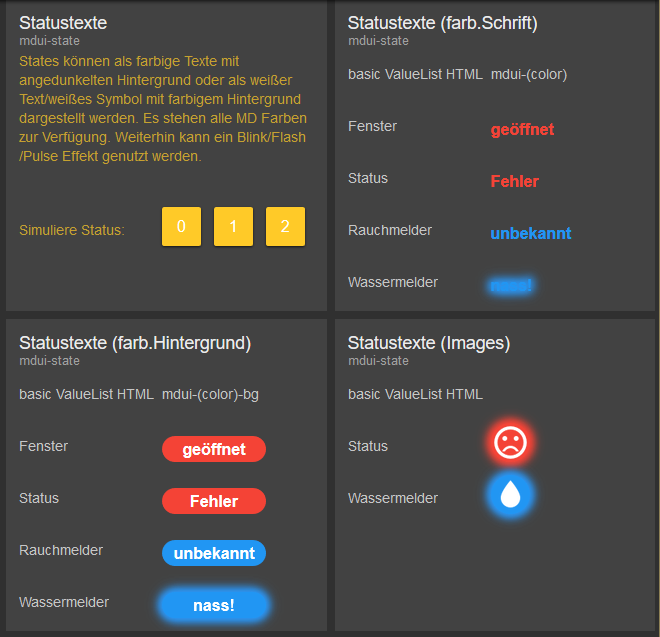 Statustexte
mdui-state
States können als farbige Texte mit
angedunkelten Hintergrund oder als weißer
Text/weißes Symbol mit farbigem Hintergrund
dargestellt werden. Es stehen alle MD Farben
zur Verfügung. Weiterhin kann ein Blink/Flash
/Pulse Effekt genutzt werden.
Simuliere Status: 0 1 2
Statustexte (farb.Schrift)
mdui-state
basic ValueList HTML mdui-(color)
Fenster geöffnet
Status Fehler
Rauchmelder unbekannt
Wassermelder nass!
Statustexte (farb.Hintergrund)
mdui-state
basic ValueList HTML mdui-(color)-bg
Fenster geöffnet
Status Fehler
Rauchmelder unbekannt
Wassermelder nass!
Statustexte (Images)
mdui-state
basic ValueList HTML
Status
Wassermelder